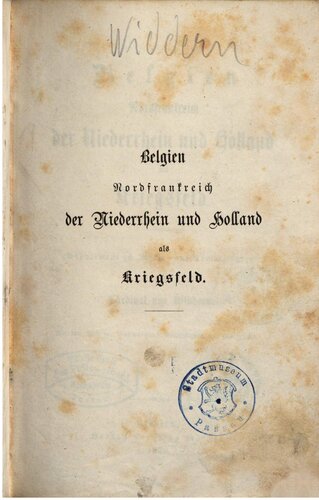 Widdern
Belgien
Nordfrankreich
der Niederrhein und Holland
als
Kriegsfeld.
Stadtmuseum
Passau